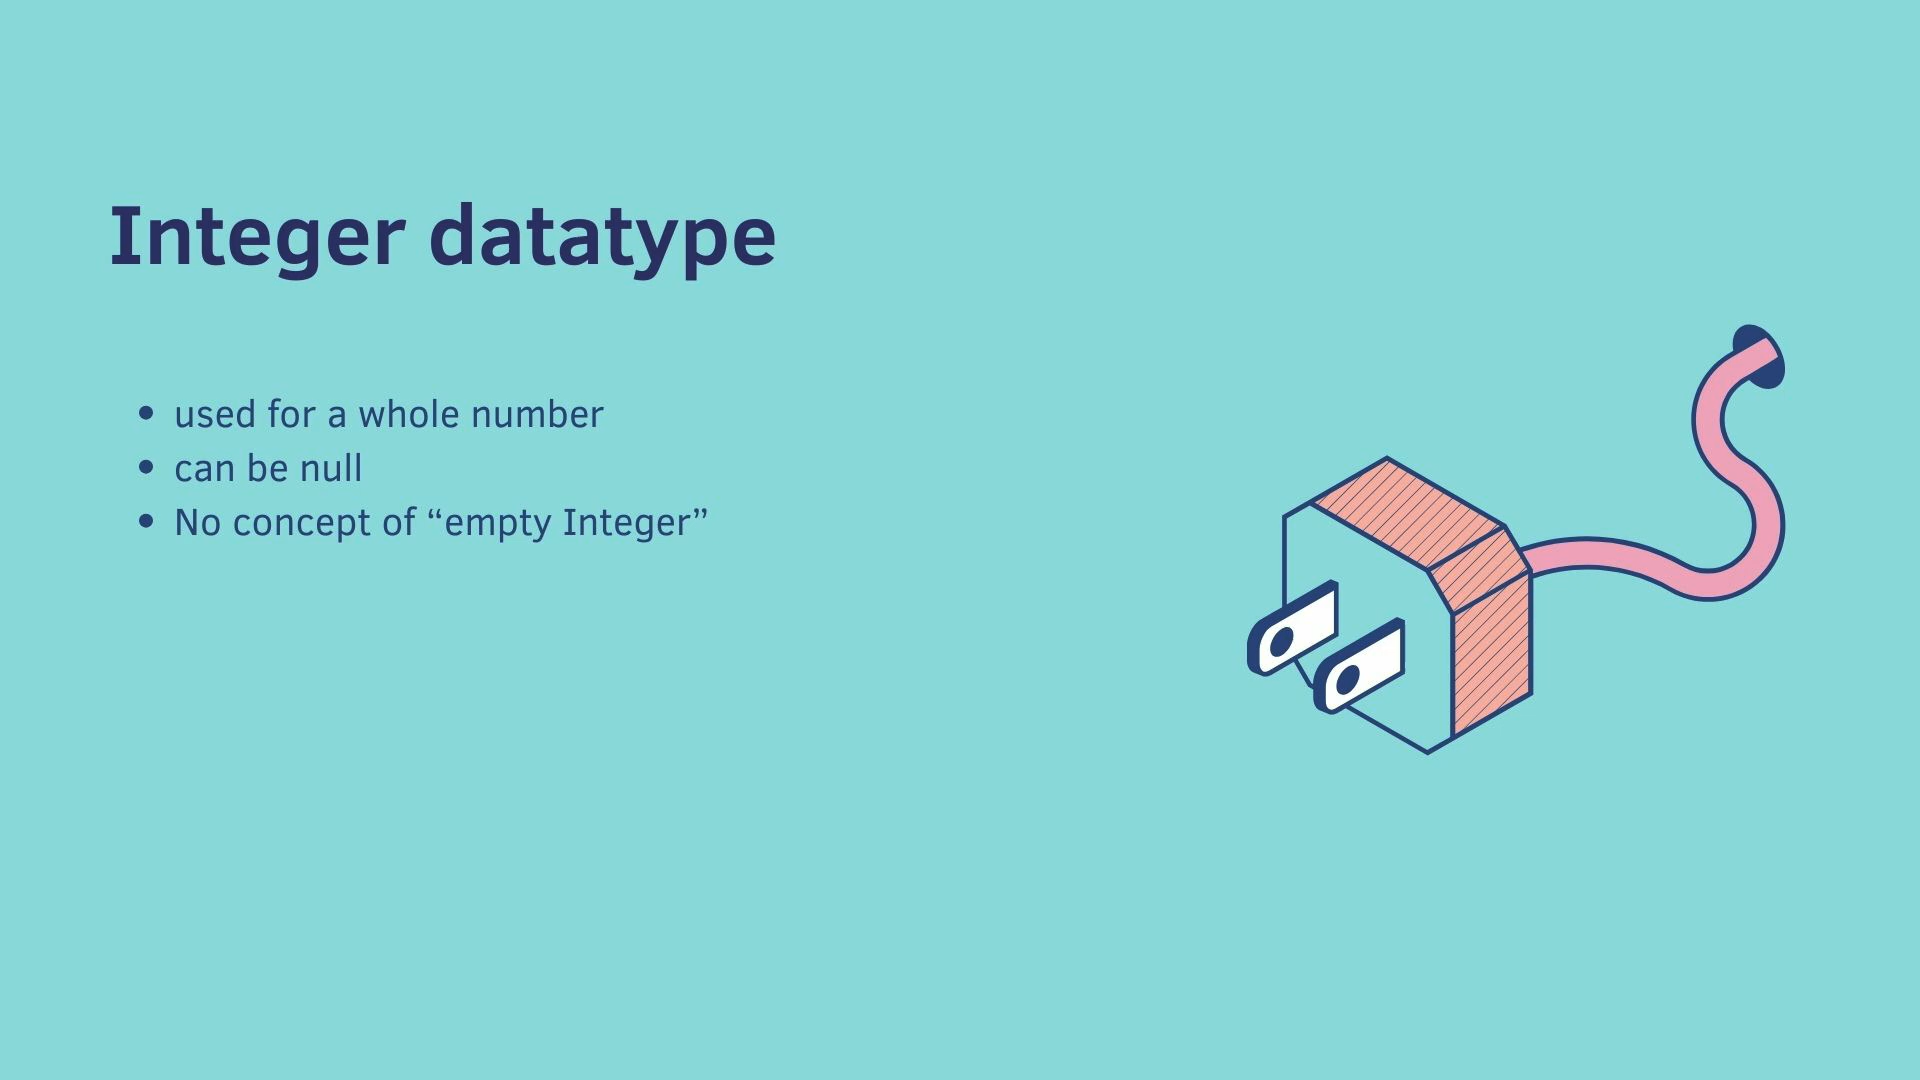 Integer datatype
• used for a whole number
• can be null
• No concept of “empty Integer”